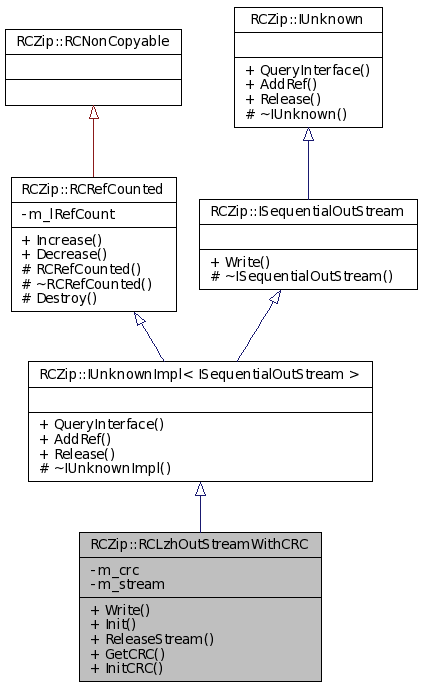 RCZip::IUnknown
+ QueryInterface()
+ AddRef()
+ Release()
# ~IUnknown()
RCZip::RCNonCopyable
RCZip::RCRefCounted
- m_lRefCount
+ Increase()
+ Decrease()
# RCRefCounted()
# ~RCRefCounted()
# Destroy()
RCZip::ISequentialOutStream
+ Write()
# ~ISequentialOutStream()
RCZip::IUnknownImpl< ISequentialOutStream >
+ QueryInterface()
+ AddRef()
+ Release()
# ~IUnknownImpl()
RCZip::RCLzhOutStreamWithCRC
- m_crc
- m_stream
+ Write()
+ Init()
+ ReleaseStream()
+ GetCRC()
+ InitCRC()